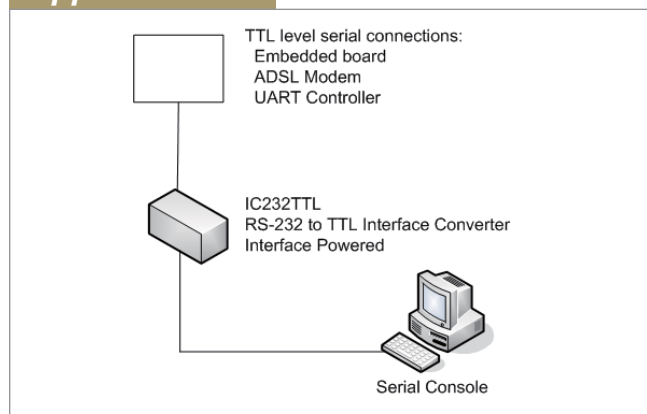 TTL level serial connections:
Embedded board
ADSL Modem
UART Controller
IC232TTL
RS-232 to TTL Interface Converter
Interface Powered
Serial Console